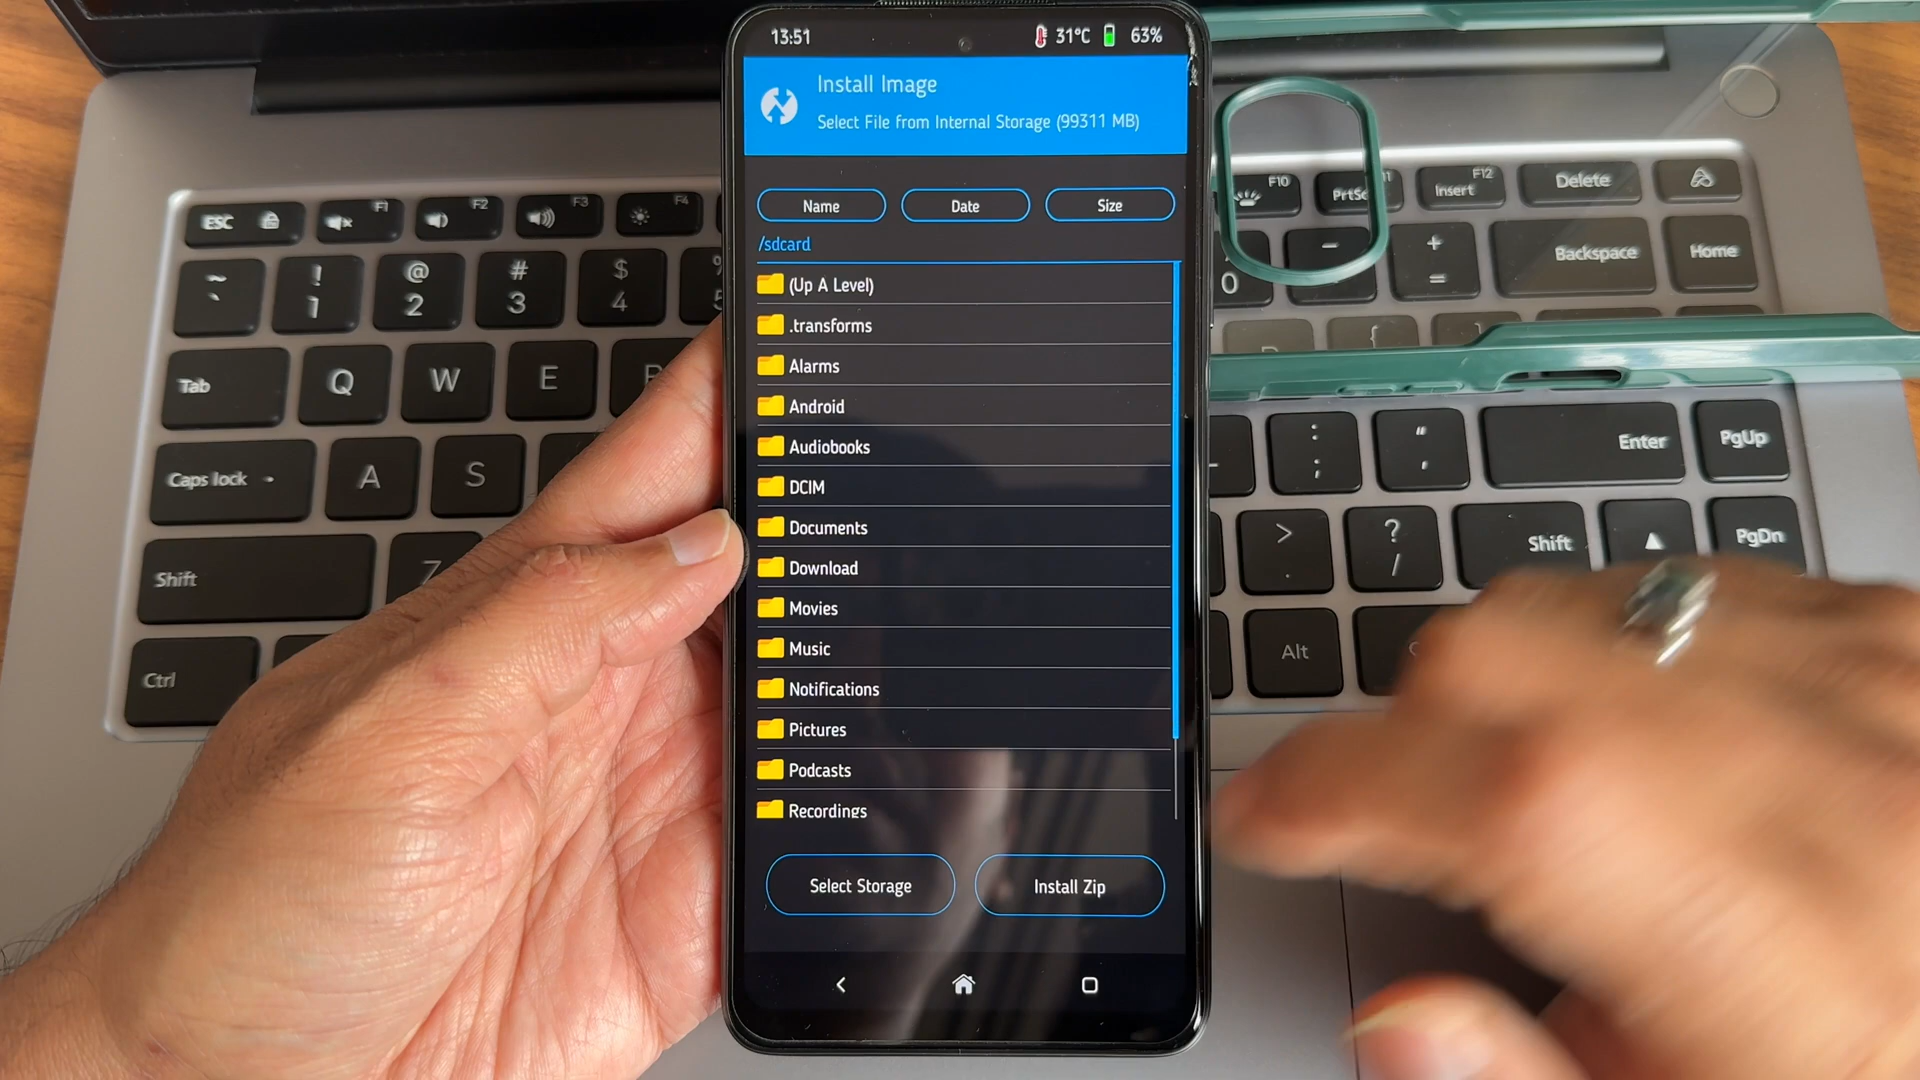 13:51 31°C 63%
Install Image
Select File from Internal Storage (99311 MB)
Name Date Size
/sdcard
(Up A Level)
.transforms
Alarms
Android
Audiobooks
DCIM
Documents
Download
Movies
Music
Notifications
Pictures
Podcasts
Recordings
Select Storage Install Zip
ESC F1 F2 F3 F4
~ ! @ # $
` 1 2 3 4
Tab Q W E
Caps lock A S
Shift Z
Ctrl
F10 PrtSc Insert F12 Delete
0 - + = Backspace Home
{
[
: ; " ' Enter PgUp
> . ? / Shift ▲ PgDn
Alt